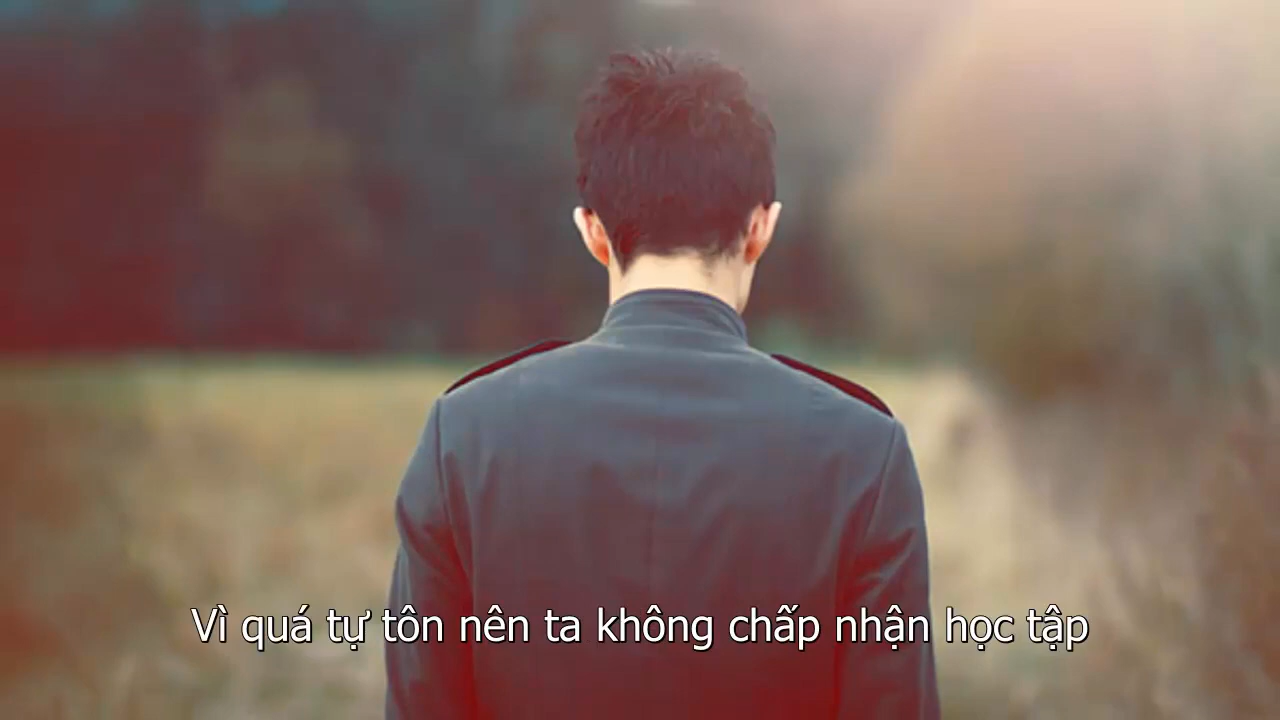 Vì quá tự tôn nên ta không chấp nhận học tập